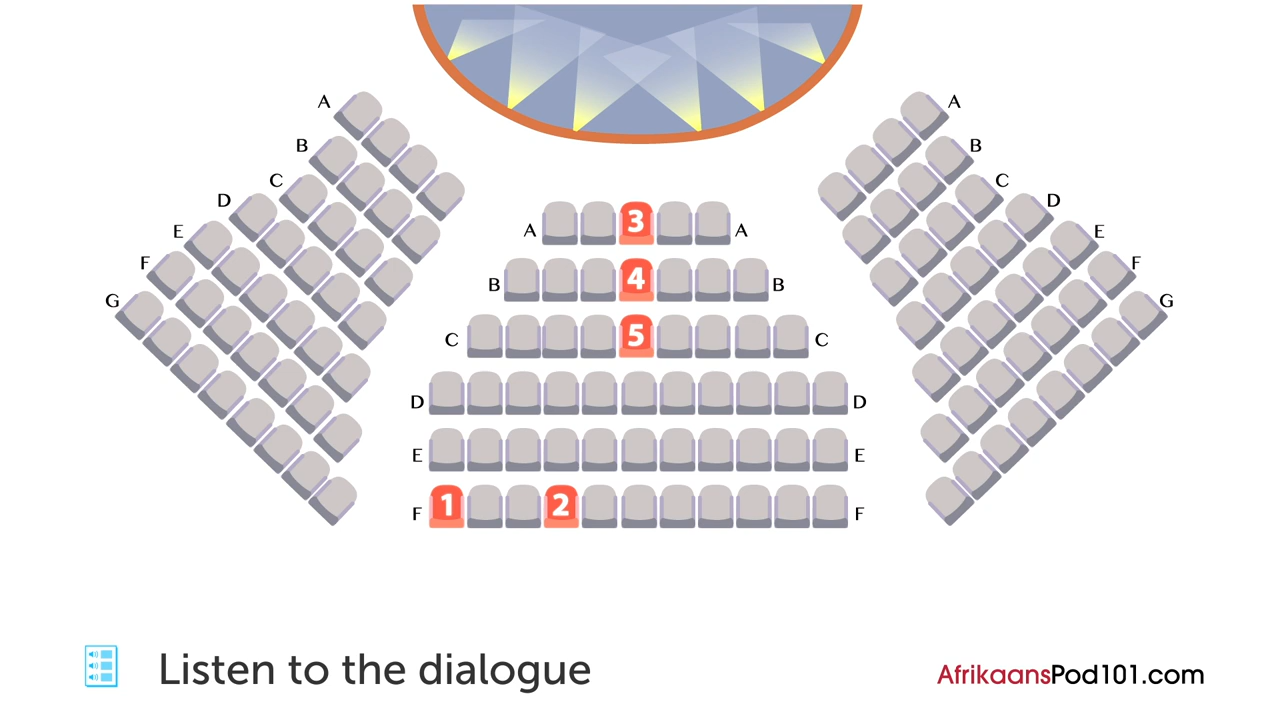 A
A
B
B
C
C
D
D
E
E
F
F
G
G
A 3 A
B 4 B
C 5 C
D D
E E
F 1 2 F
Listen to the dialogue
AfrikaansPod101.com